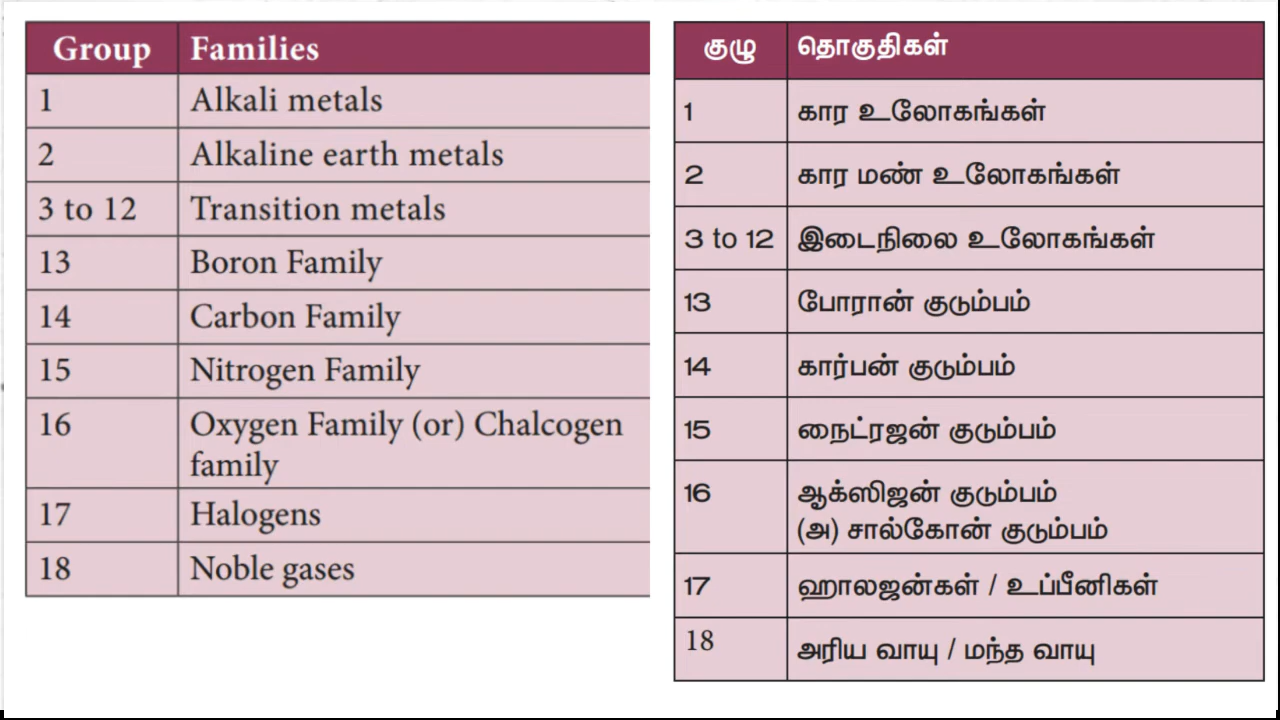 Group Families
1 Alkali metals
2 Alkaline earth metals
3 to 12 Transition metals
13 Boron Family
14 Carbon Family
15 Nitrogen Family
16 Oxygen Family (or) Chalcogen
family
17 Halogens
18 Noble gases
குழு தொகுதிகள்
1 கார உலோகங்கள்
2 கார மண் உலோகங்கள்
3 to 12 இடைநிலை உலோகங்கள்
13 போரான் குடும்பம்
14 கார்பன் குடும்பம்
15 நைட்ரஜன் குடும்பம்
16 ஆக்ஸிஜன் குடும்பம்
(அ) சால்கோன் குடும்பம்
17 ஹாலஜன்கள் / உப்பீனிகள்
18 அரிய வாயு / மந்த வாயு